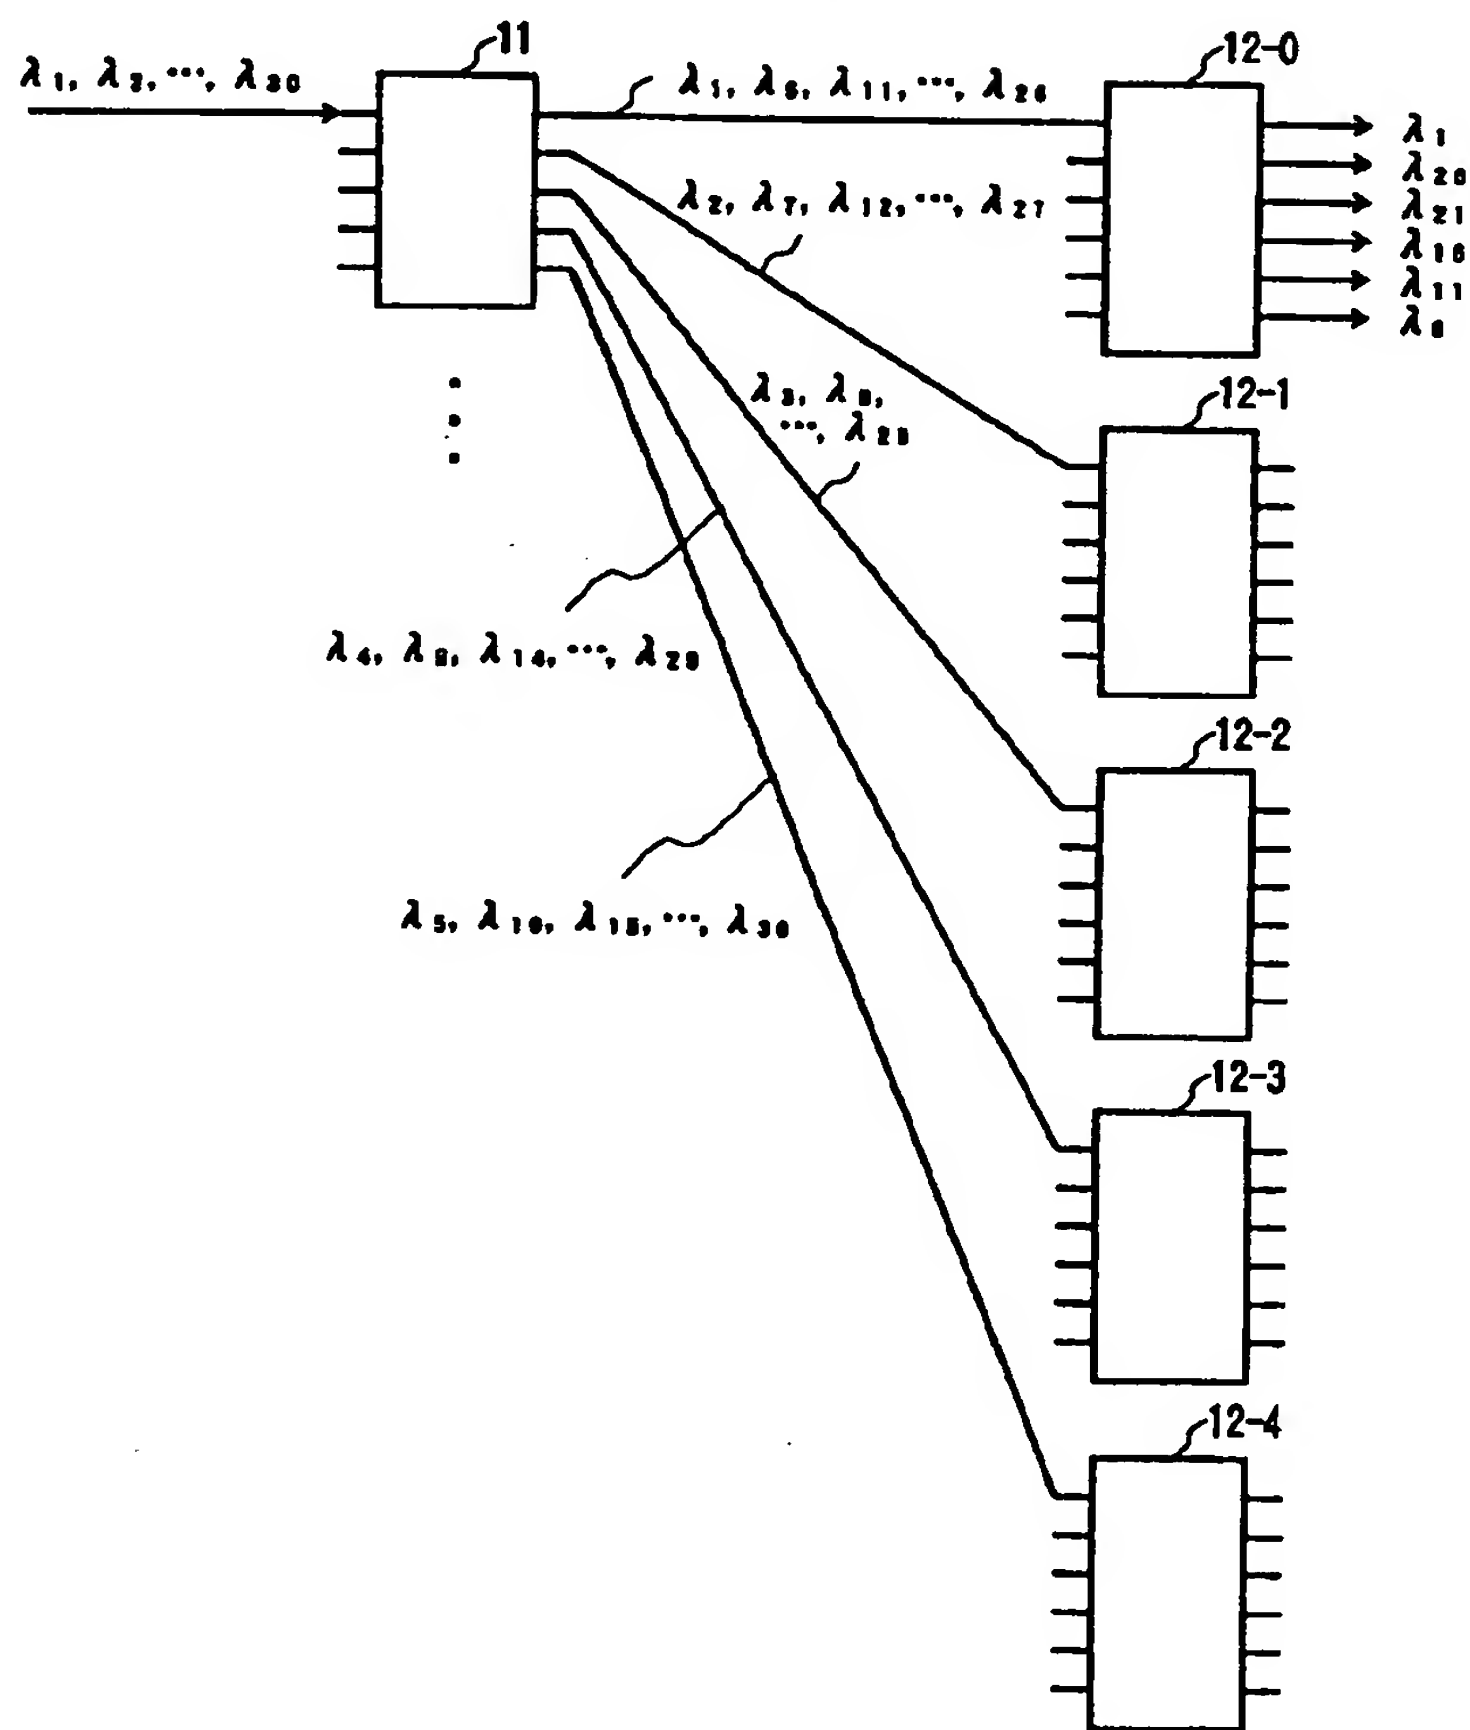 11
λ1, λ2, ..., λ30
λ1, λ6, λ11, ..., λ26
12-0
λ1
λ26
λ21
λ16
λ11
λ6
λ2, λ7, λ12, ..., λ27
λ3, λ8,
..., λ28
12-1
λ4, λ9, λ14, ..., λ29
12-2
λ5, λ10, λ15, ..., λ30
12-3
12-4